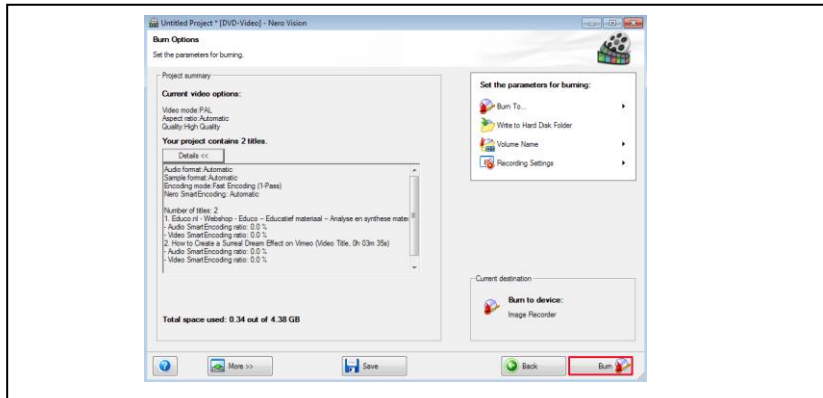 Untitled Project * [DVD-Video] - Nero Vision
Burn Options
Set the parameters for burning.
Project summary
Current video options:
Video mode:PAL
Aspect ratio:Automatic
Quality:High Quality
Your project contains 2 titles.
Details <<
Audio format:Automatic
Sample format:Automatic
Encoding mode:Fast Encoding (1-Pass)
Nero SmartEncoding: Automatic
Number of titles: 2
1. Educo.nl - Webshop - Educo – Educatief materiaal – Analyse en synthese mater
- Audio SmartEncoding ratio: 0.0 %
- Video SmartEncoding ratio: 0.0 %
2. How to Create a Surreal Dream Effect on Vimeo (Video Title, 0h 03m 35s)
- Audio SmartEncoding ratio: 0.0 %
- Video SmartEncoding ratio: 0.0 %
Total space used: 0.34 out of 4.38 GB
Set the parameters for burning:
Burn To...
Write to Hard Disk Folder
Volume Name
Recording Settings
Current destination
Burn to device:
Image Recorder
More >>
Save
Back
Burn